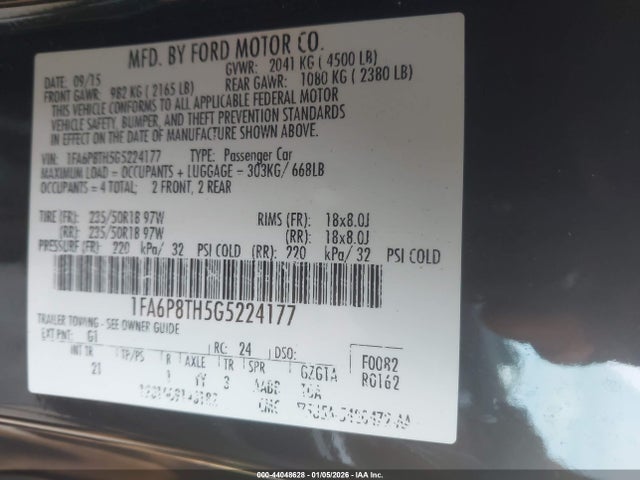 MFD. BY FORD MOTOR CO.
DATE: 09/15 GVWR: 2041 KG ( 4500 LB)
FRONT GAWR: 982 KG ( 2165 LB) REAR GAWR: 1080 KG ( 2380 LB)
THIS VEHICLE CONFORMS TO ALL APPLICABLE FEDERAL MOTOR
VEHICLE SAFETY, BUMPER, AND THEFT PREVENTION STANDARDS
IN EFFECT ON THE DATE OF MANUFACTURE SHOWN ABOVE.
VIN: 1FA6P8TH5G5224177 TYPE: Passenger Car
MAXIMUM LOAD = OCCUPANTS + LUGGAGE = 303KG/ 668LB
OCCUPANTS = 4 TOTAL; 2 FRONT, 2 REAR
TIRE (FR): 235/50R18 97W RIMS (FR): 18x8.0J
(RR): 235/50R18 97W (RR): 18x8.0J
PRESSURE (FR): 220 kPa/ 32 PSI COLD (RR): 220 kPa/ 32 PSI COLD
1FA6P8TH5G5224177
TRAILER TOWING - SEE OWNER GUIDE
EXT PNT: G1 RC: 24 DSO: F0082
INT TR TP/PS R AXLE TR SPR GZGTA R0162
21 1 YY 3 AABB
000-44048628 - 01/05/2026 - IAA Inc.